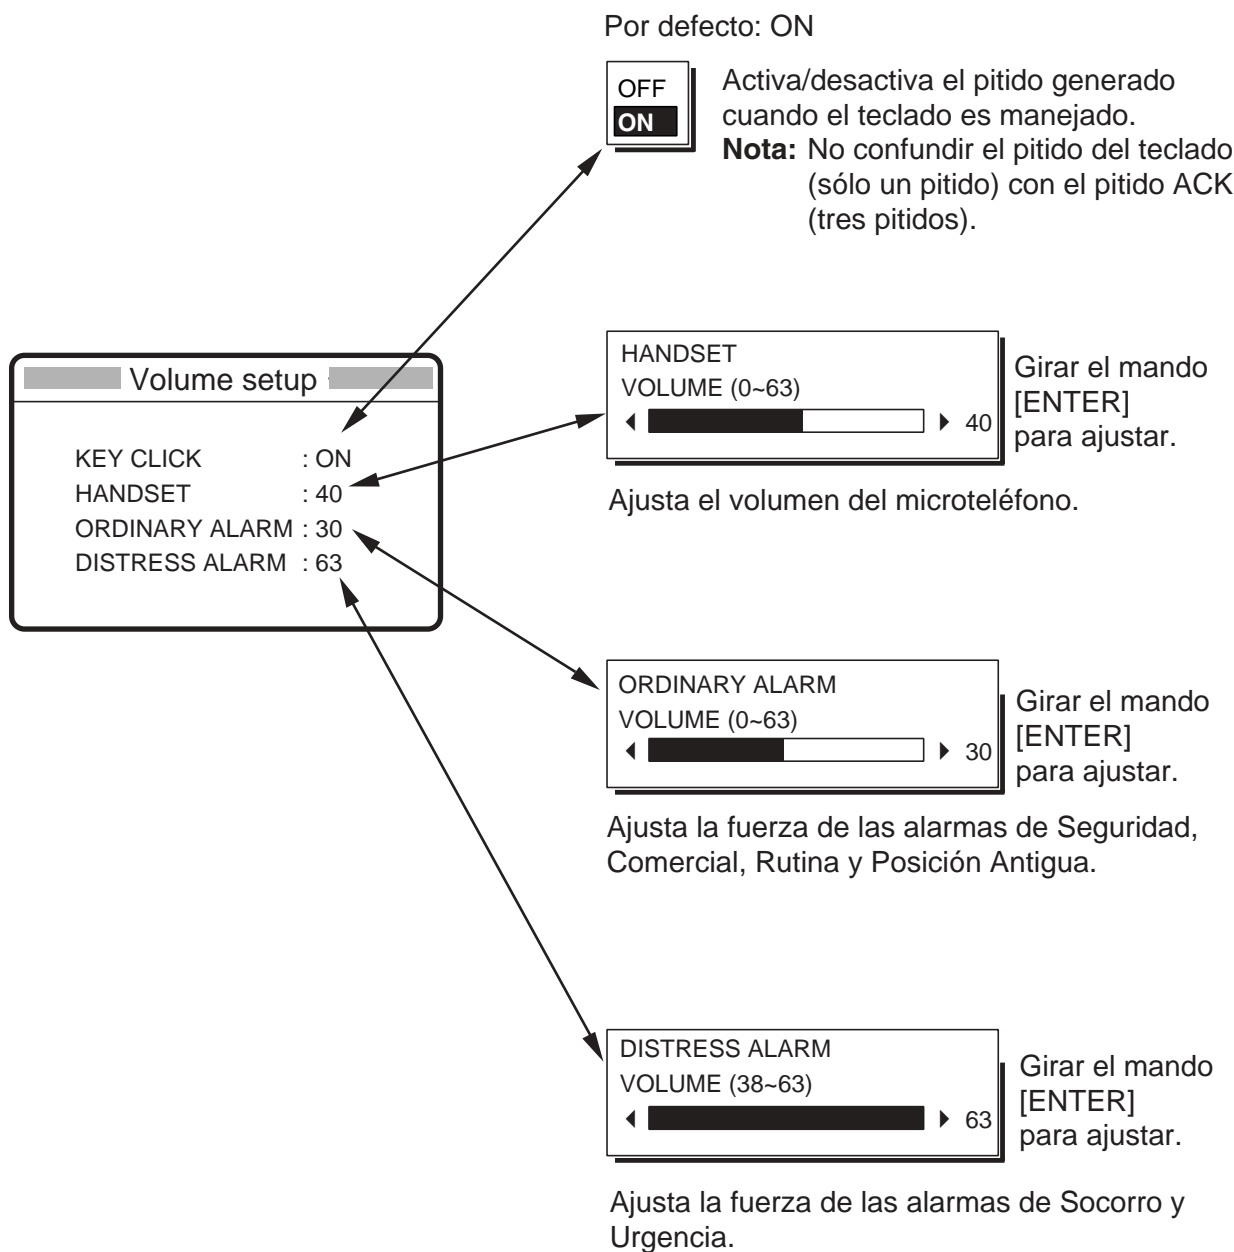 Por defecto: ON
OFF
ON
Activa/desactiva el pitido generado
cuando el teclado es manejado.
Nota: No confundir el pitido del teclado
(sólo un pitido) con el pitido ACK
(tres pitidos).
Volume setup
KEY CLICK : ON
HANDSET : 40
ORDINARY ALARM : 30
DISTRESS ALARM : 63
HANDSET
VOLUME (0~63)
40
Girar el mando
[ENTER]
para ajustar.
Ajusta el volumen del microteléfono.
ORDINARY ALARM
VOLUME (0~63)
30
Girar el mando
[ENTER]
para ajustar.
Ajusta la fuerza de las alarmas de Seguridad,
Comercial, Rutina y Posición Antigua.
DISTRESS ALARM
VOLUME (38~63)
63
Girar el mando
[ENTER]
para ajustar.
Ajusta la fuerza de las alarmas de Socorro y
Urgencia.